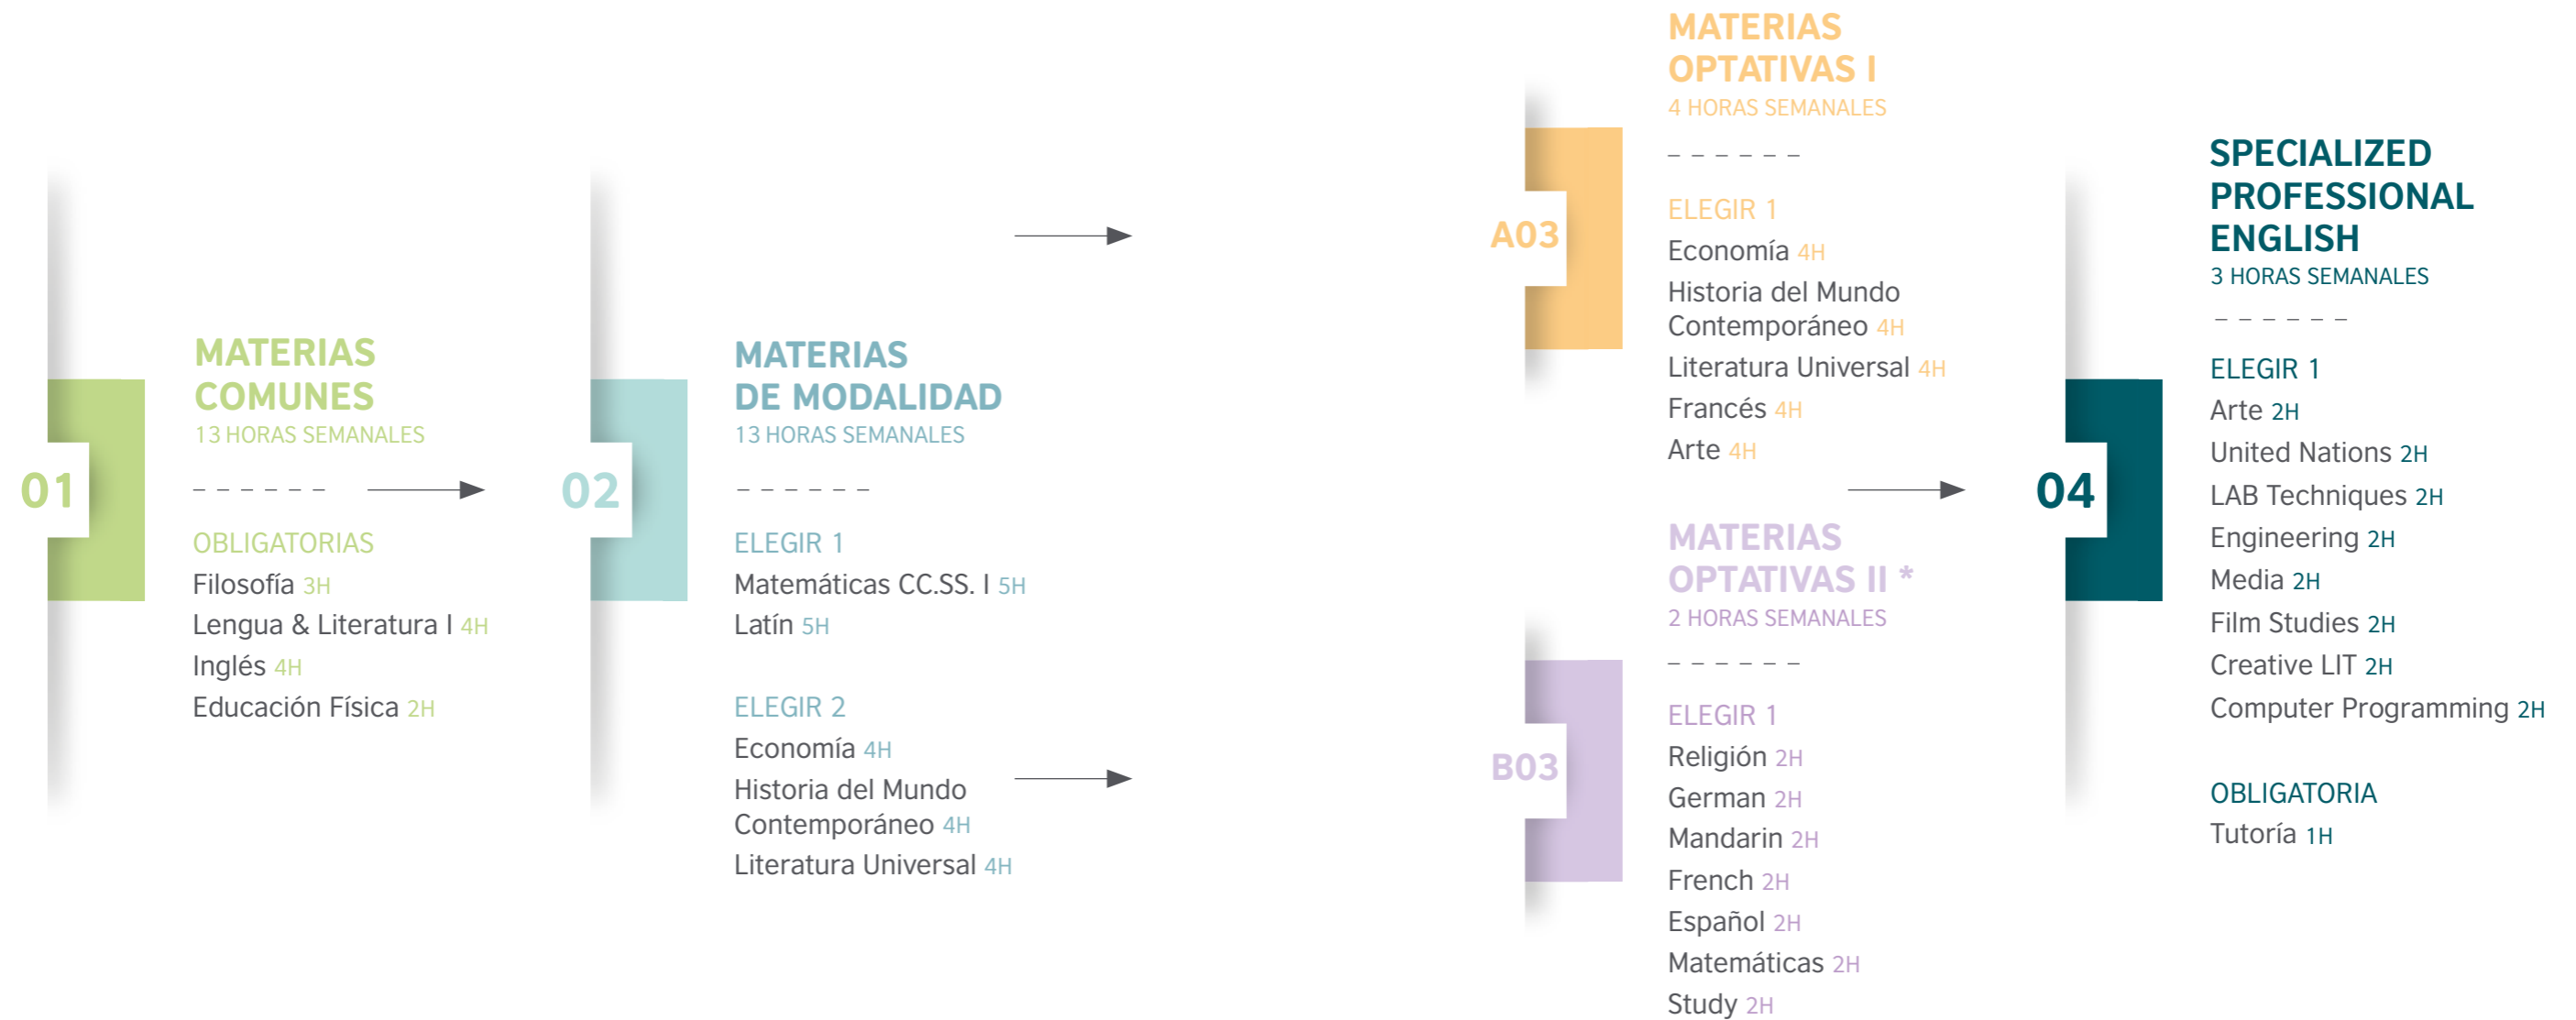 01
MATERIAS
COMUNES
13 HORAS SEMANALES
OBLIGATORIAS
Filosofía 3H
Lengua & Literatura I 4H
Inglés 4H
Educación Física 2H
02
MATERIAS
DE MODALIDAD
13 HORAS SEMANALES
ELEGIR 1
Matemáticas CC.SS. I 5H
Latín 5H
ELEGIR 2
Economía 4H
Historia del Mundo
Contemporáneo 4H
Literatura Universal 4H
A03
MATERIAS
OPTATIVAS I
4 HORAS SEMANALES
ELEGIR 1
Economía 4H
Historia del Mundo
Contemporáneo 4H
Literatura Universal 4H
Francés 4H
Arte 4H
B03
MATERIAS
OPTATIVAS II *
2 HORAS SEMANALES
ELEGIR 1
Religión 2H
German 2H
Mandarin 2H
French 2H
Español 2H
Matemáticas 2H
Study 2H
04
SPECIALIZED
PROFESSIONAL
ENGLISH
3 HORAS SEMANALES
ELEGIR 1
Arte 2H
United Nations 2H
LAB Techniques 2H
Engineering 2H
Media 2H
Film Studies 2H
Creative LIT 2H
Computer Programming 2H
OBLIGATORIA
Tutoría 1H